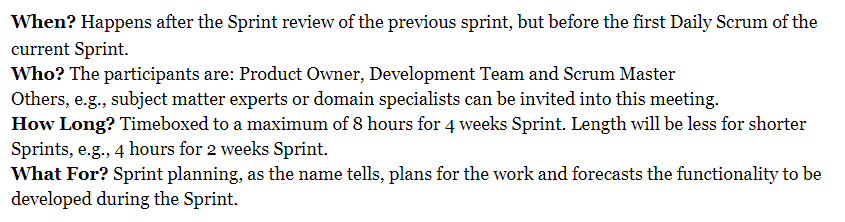 When? Happens after the Sprint review of the previous sprint, but before the first Daily Scrum of the
current Sprint.
Who? The participants are: Product Owner, Development Team and Scrum Master
Others, e.g., subject matter experts or domain specialists can be invited into this meeting.
How Long? Timeboxed to a maximum of 8 hours for 4 weeks Sprint. Length will be less for shorter
Sprints, e.g., 4 hours for 2 weeks Sprint.
What For? Sprint planning, as the name tells, plans for the work and forecasts the functionality to be
developed during the Sprint.